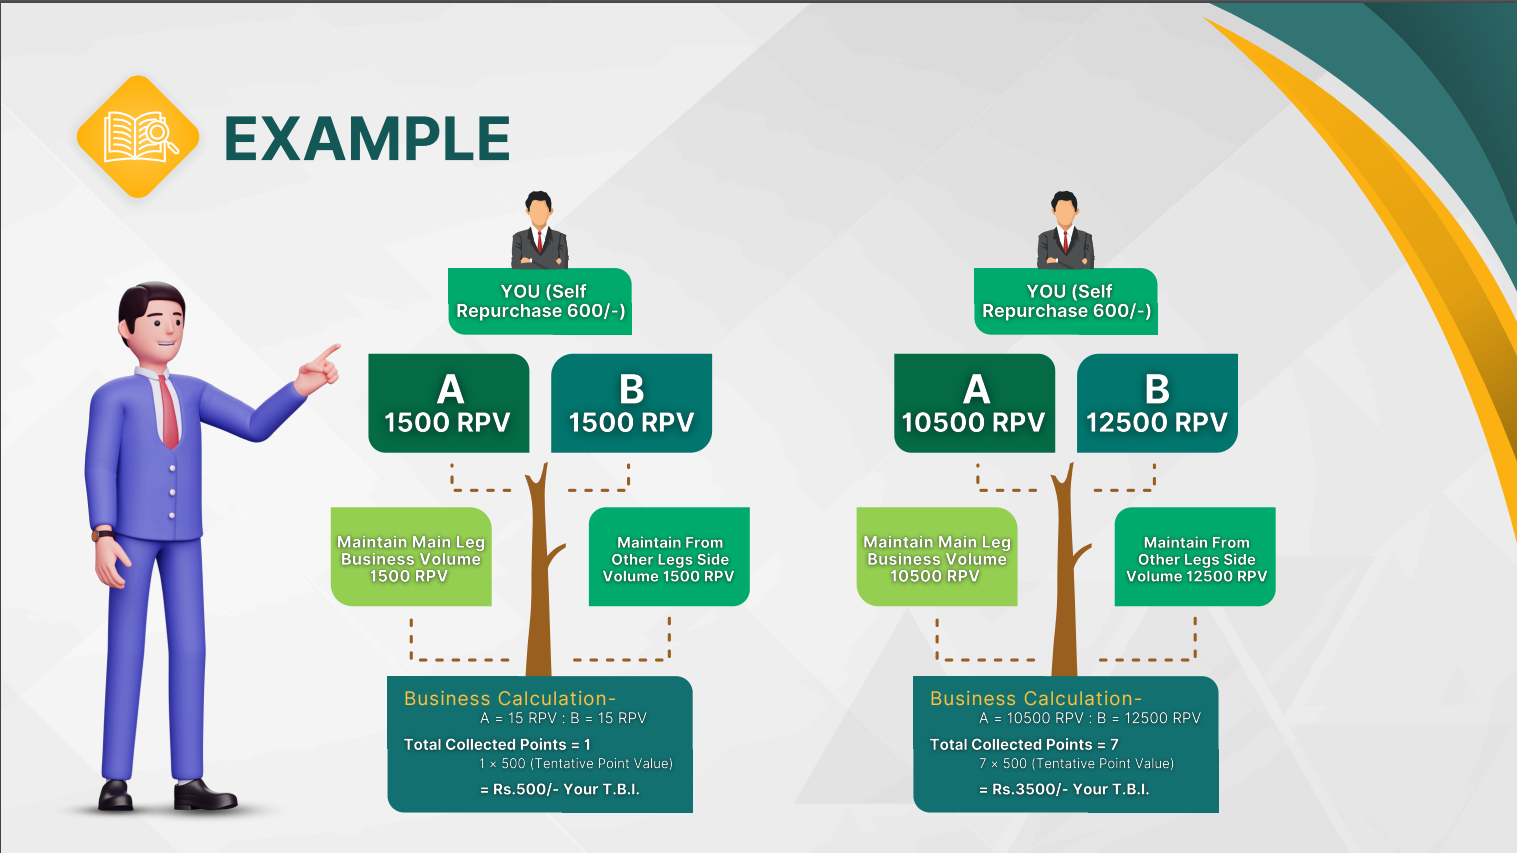 EXAMPLE
YOU (Self
Repurchase 600/-)
A
1500 RPV
B
1500 RPV
Maintain Main Leg
Business Volume
1500 RPV
Maintain From
Other Legs Side
Volume 1500 RPV
Business Calculation-
A = 15 RPV : B = 15 RPV
Total Collected Points = 1
1 × 500 (Tentative Point Value)
= Rs.500/- Your T.B.I.
YOU (Self
Repurchase 600/-)
A
10500 RPV
B
12500 RPV
Maintain Main Leg
Business Volume
10500 RPV
Maintain From
Other Legs Side
Volume 12500 RPV
Business Calculation-
A = 10500 RPV : B = 12500 RPV
Total Collected Points = 7
7 × 500 (Tentative Point Value)
= Rs.3500/- Your T.B.I.